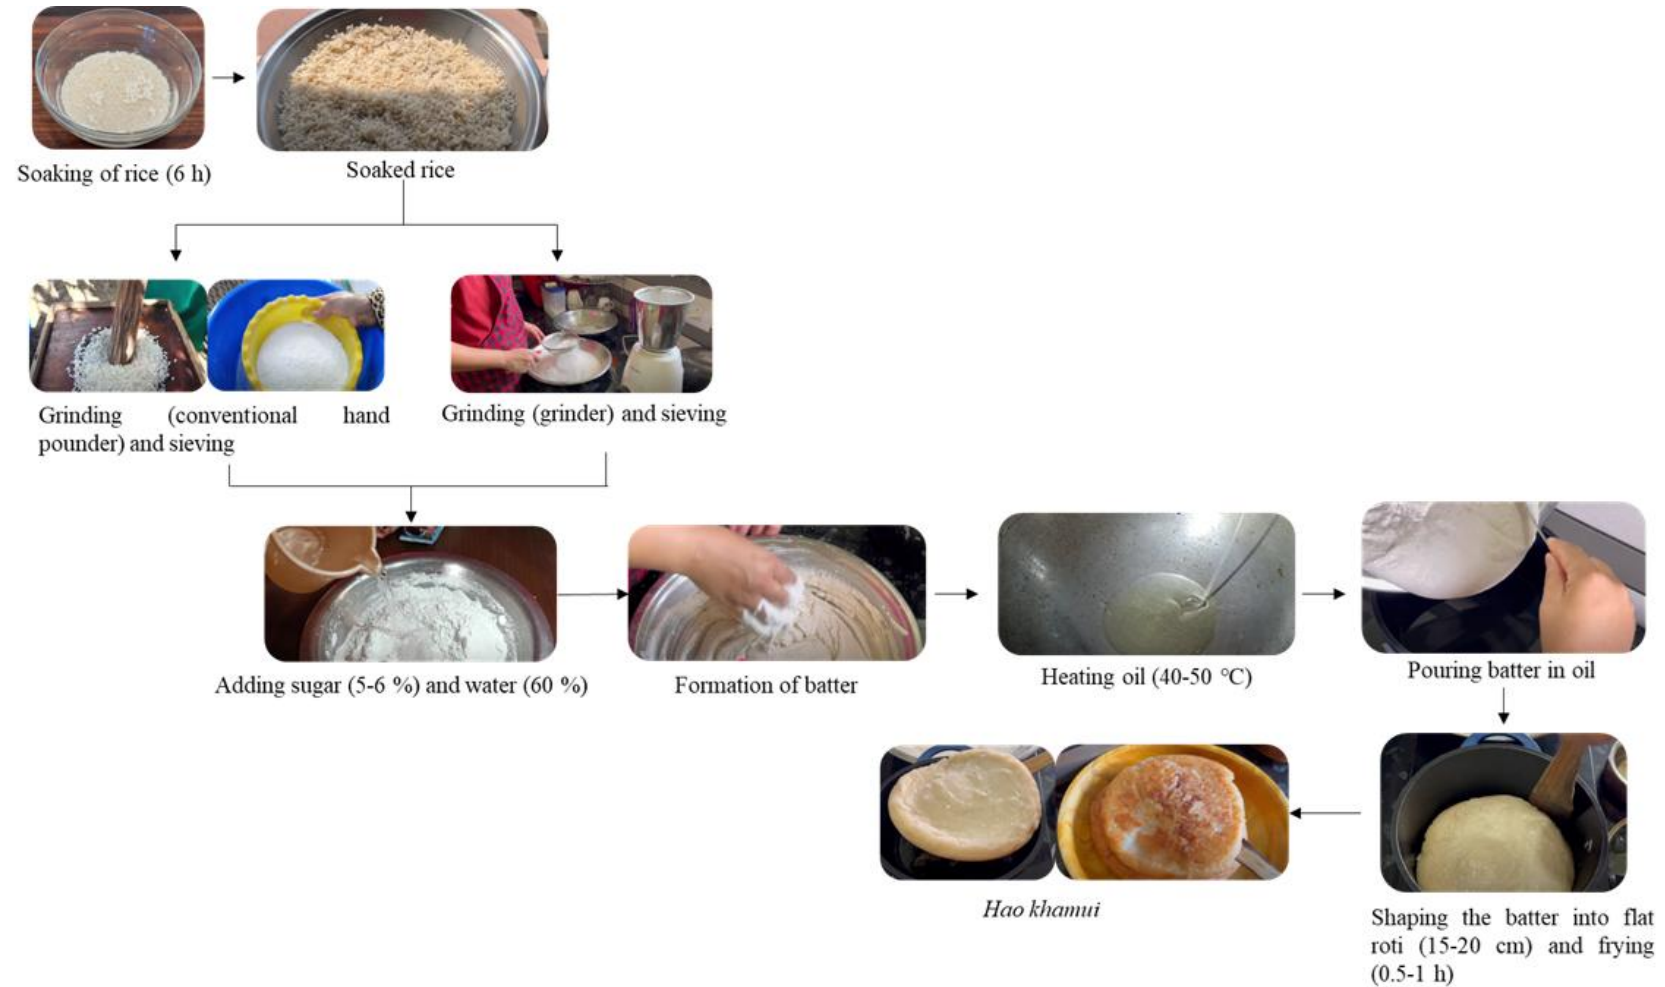 Soaking of rice (6 h)
Soaked rice
Grinding (conventional hand
pounder) and sieving
Grinding (grinder) and sieving
Adding sugar (5-6 %) and water (60 %)
Formation of batter
Heating oil (40-50 °C)
Pouring batter in oil
Shaping the batter into flat
roti (15-20 cm) and frying
(0.5-1 h)
Hao khamui